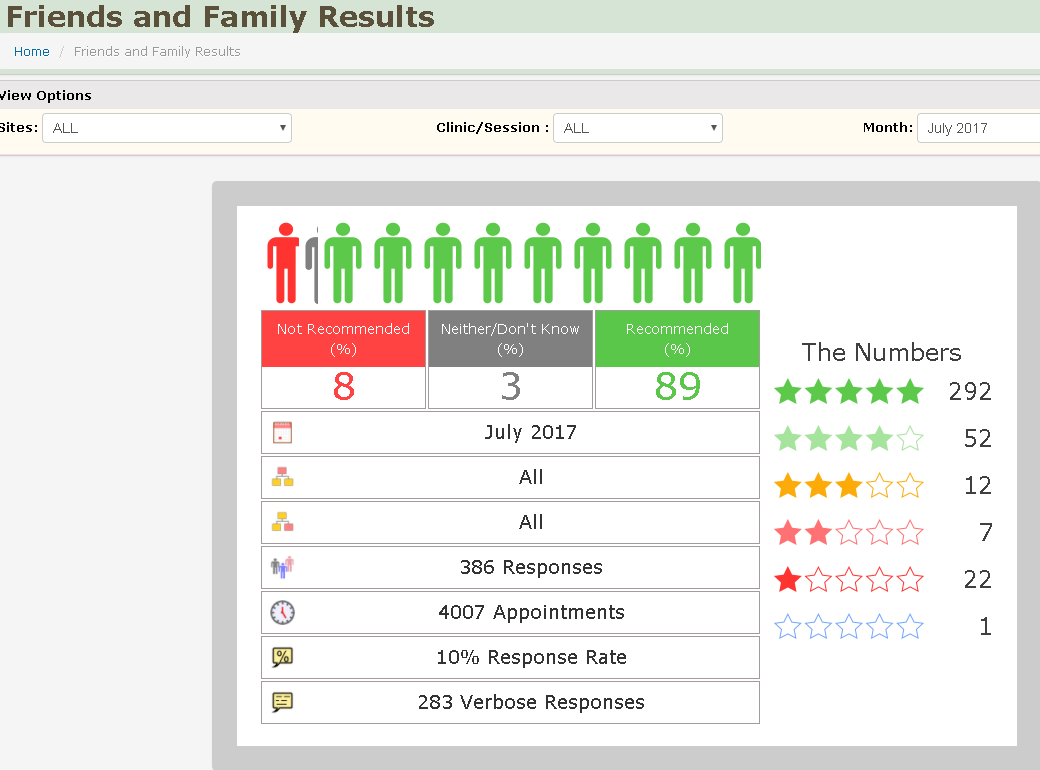 Friends and Family Results
Home / Friends and Family Results
View Options
Sites: ALL Clinic/Session : ALL Month: July 2017
Not Recommended (%)
Neither/Don't Know (%)
Recommended (%)
8 3 89
July 2017
All
All
386 Responses
4007 Appointments
10% Response Rate
283 Verbose Responses
The Numbers
292
52
12
7
22
1